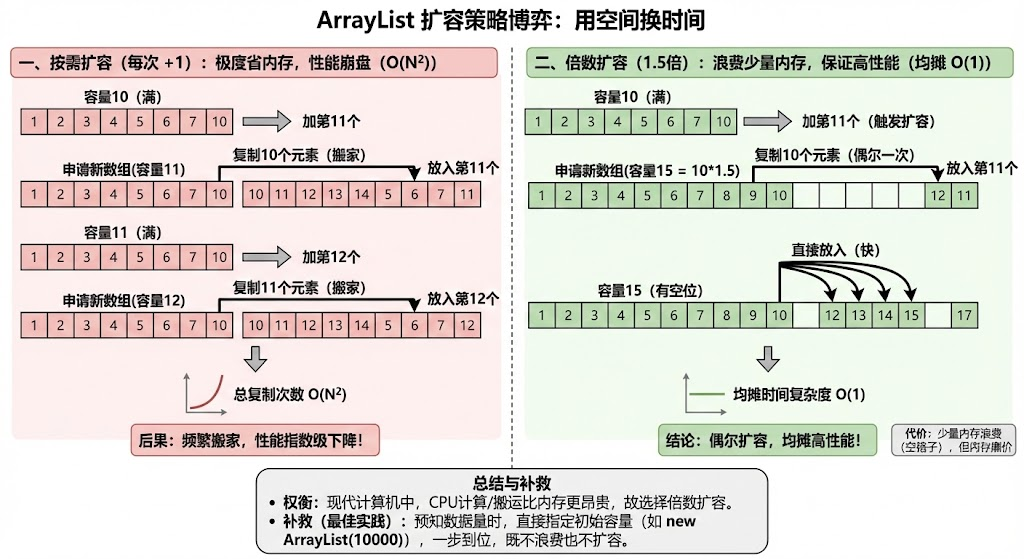 ArrayList 扩容策略博弈：用空间换时间
一、按需扩容（每次 +1）：极度省内存，性能崩盘（O(N²)）
容量10（满）
1 2 3 4 5 6 7 10
加第11个
申请新数组(容量11)
复制10个元素（搬家）
放入第11个
1 2 3 4 5 6 7 10 10 11 12 12 14 5 6 7 11
容量11（满）
1 2 3 4 5 6 7 10
加第12个
申请新数组(容量12)
复制11个元素（搬家）
放入第12个
1 2 3 4 5 6 7 10 10 11 12 12 14 5 6 7 12
总复制次数 O(N²)
后果：频繁搬家，性能指数级下降！
二、倍数扩容（1.5倍）：浪费少量内存，保证高性能（均摊 O(1)）
容量10（满）
1 2 3 4 5 6 7 10
加第11个（触发扩容）
申请新数组(容量15 = 10*1.5)
复制10个元素（偶尔一次）
放入第11个
1 2 3 4 5 6 7 8 9 10 12 11
直接放入（快）
容量15（有空位）
1 2 3 4 5 6 7 8 9 10 12 13 14 15 17
均摊时间复杂度 O(1)
结论：偶尔扩容，均摊高性能！
代价：少量内存浪费
（空格子），但内存廉价
总结与补救
• 权衡：现代计算机中，CPU计算/搬运比内存更昂贵，故选择倍数扩容。
• 补救（最佳实践）：预知数据量时，直接指定初始容量（如 new
ArrayList(10000)），一步到位，既不浪费也不扩容。